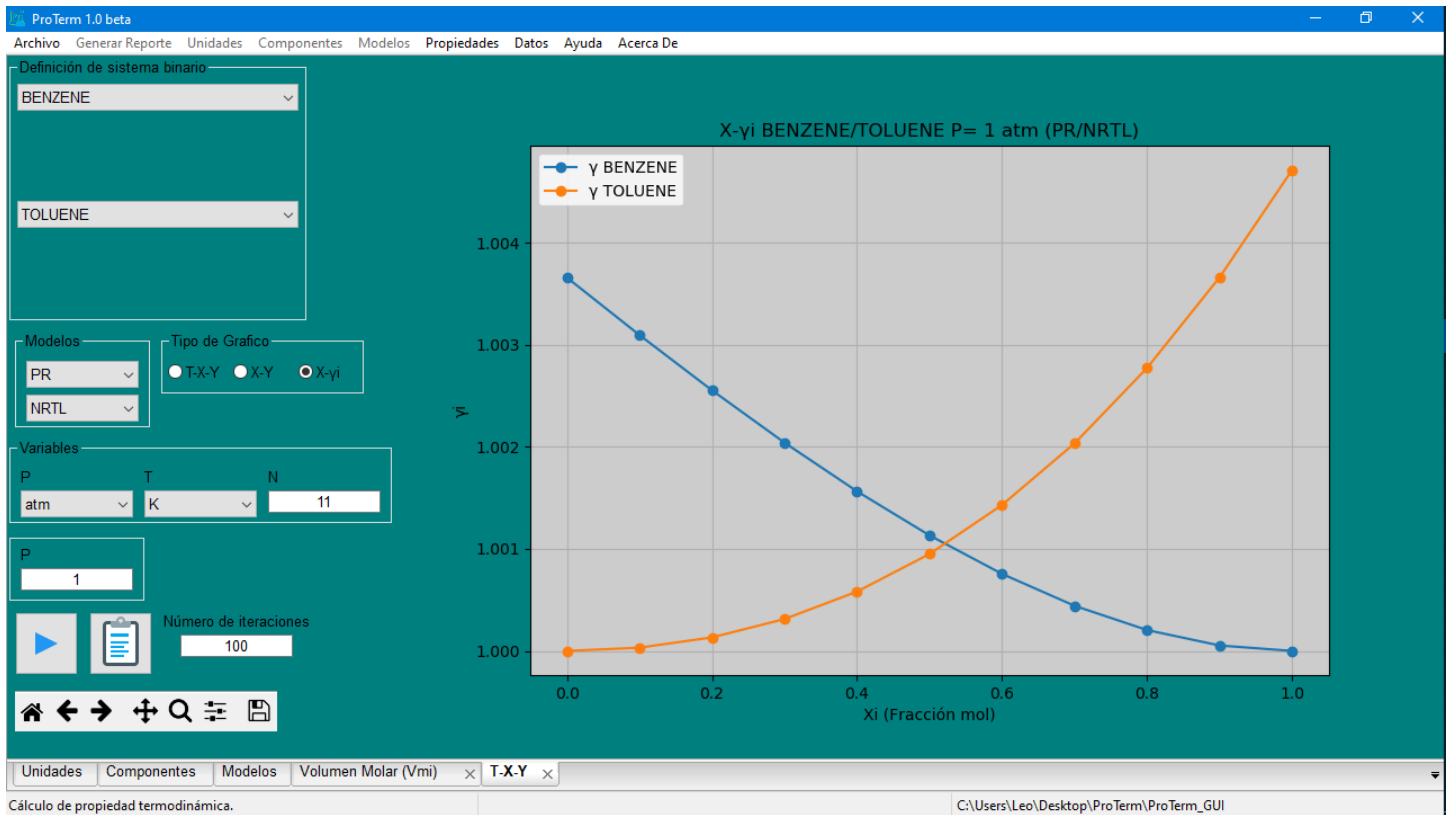 ProTerm 1.0 beta
Archivo Generar Reporte Unidades Componentes Modelos Propiedades Datos Ayuda Acerca De
Definición de sistema binario
BENZENE
TOLUENE
Modelos
PR
NRTL
Tipo de Grafico
T-X-Y X-Y X-γi
Variables
P T N
atm K 11
P
1
Número de iteraciones
100
X-γi BENZENE/TOLUENE P= 1 atm (PR/NRTL)
γ BENZENE
γ TOLUENE
γi
1.004
1.003
1.002
1.001
1.000
0.0 0.2 0.4 0.6 0.8 1.0
Xi (Fracción mol)
Unidades Componentes Modelos Volumen Molar (Vmi) T-X-Y
Cálculo de propiedad termodinámica. C:\Users\Leo\Desktop\ProTerm\ProTerm_GUI